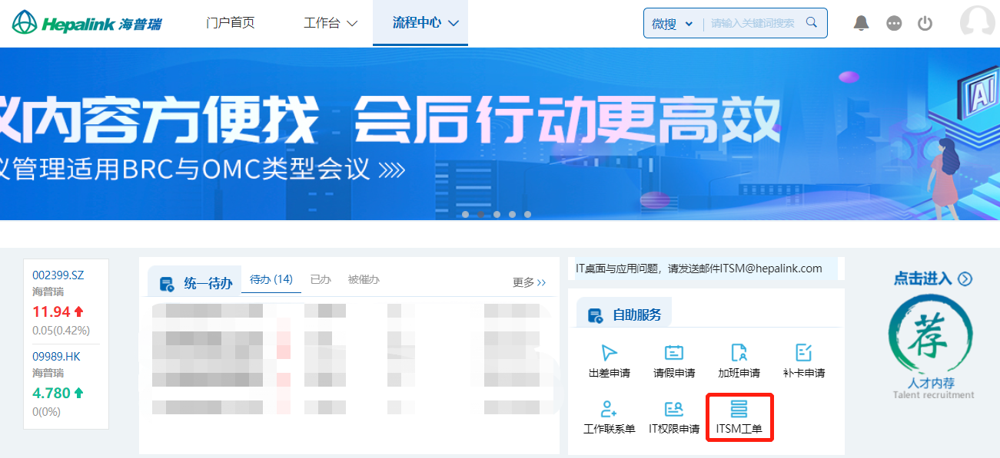 Hepalink 海普瑞
门户首页
工作台
流程中心
微搜
请输入关键词搜索
议内容方便找 会后行动更高效
议管理适用BRC与OMC类型会议
AI
002399.SZ
海普瑞
11.94
0.05(0.42%)
09989.HK
海普瑞
4.780
0(0%)
统一待办
待办 (14)
已办
被催办
更多
IT桌面与应用问题，请发送邮件ITSM@hepalink.com
自助服务
出差申请
请假申请
加班申请
补卡申请
工作联系单
IT权限申请
ITSM工单
点击进入
荐
人才内荐
Talent recruitment